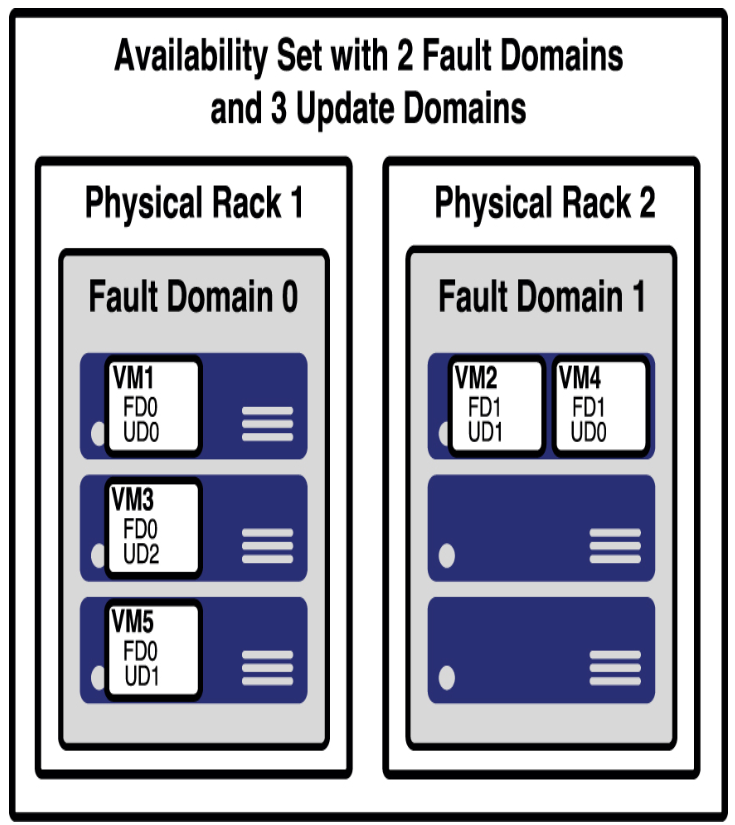 Availability Set with 2 Fault Domains
and 3 Update Domains
Physical Rack 1
Fault Domain 0
VM1
FD0
UD0
VM3
FD0
UD2
VM5
FD0
UD1
Physical Rack 2
Fault Domain 1
VM2
FD1
UD1
VM4
FD1
UD0